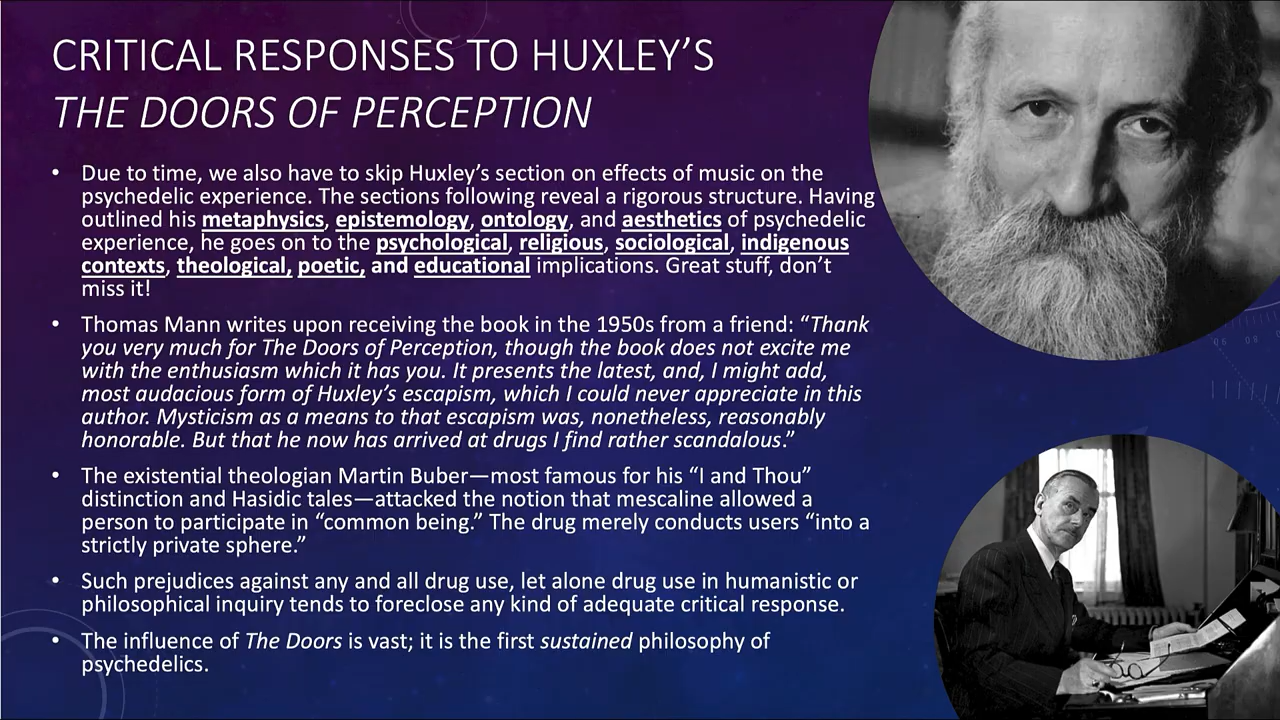 CRITICAL RESPONSES TO HUXLEY’S
THE DOORS OF PERCEPTION
• Due to time, we also have to skip Huxley’s section on effects of music on the
psychedelic experience. The sections following reveal a rigorous structure. Having
outlined his metaphysics, epistemology, ontology, and aesthetics of psychedelic
experience, he goes on to the psychological, religious, sociological, indigenous
contexts, theological, poetic, and educational implications. Great stuff, don’t
miss it!
• Thomas Mann writes upon receiving the book in the 1950s from a friend: “Thank
you very much for The Doors of Perception, though the book does not excite me
with the enthusiasm which it has you. It presents the latest, and, I might add,
most audacious form of Huxley’s escapism, which I could never appreciate in this
author. Mysticism as a means to that escapism was, nonetheless, reasonably
honorable. But that he now has arrived at drugs I find rather scandalous.”
• The existential theologian Martin Buber—most famous for his “I and Thou”
distinction and Hasidic tales—attacked the notion that mescaline allowed a
person to participate in “common being.” The drug merely conducts users “into a
strictly private sphere.”
• Such prejudices against any and all drug use, let alone drug use in humanistic or
philosophical inquiry tends to foreclose any kind of adequate critical response.
• The influence of The Doors is vast; it is the first sustained philosophy of
psychedelics.